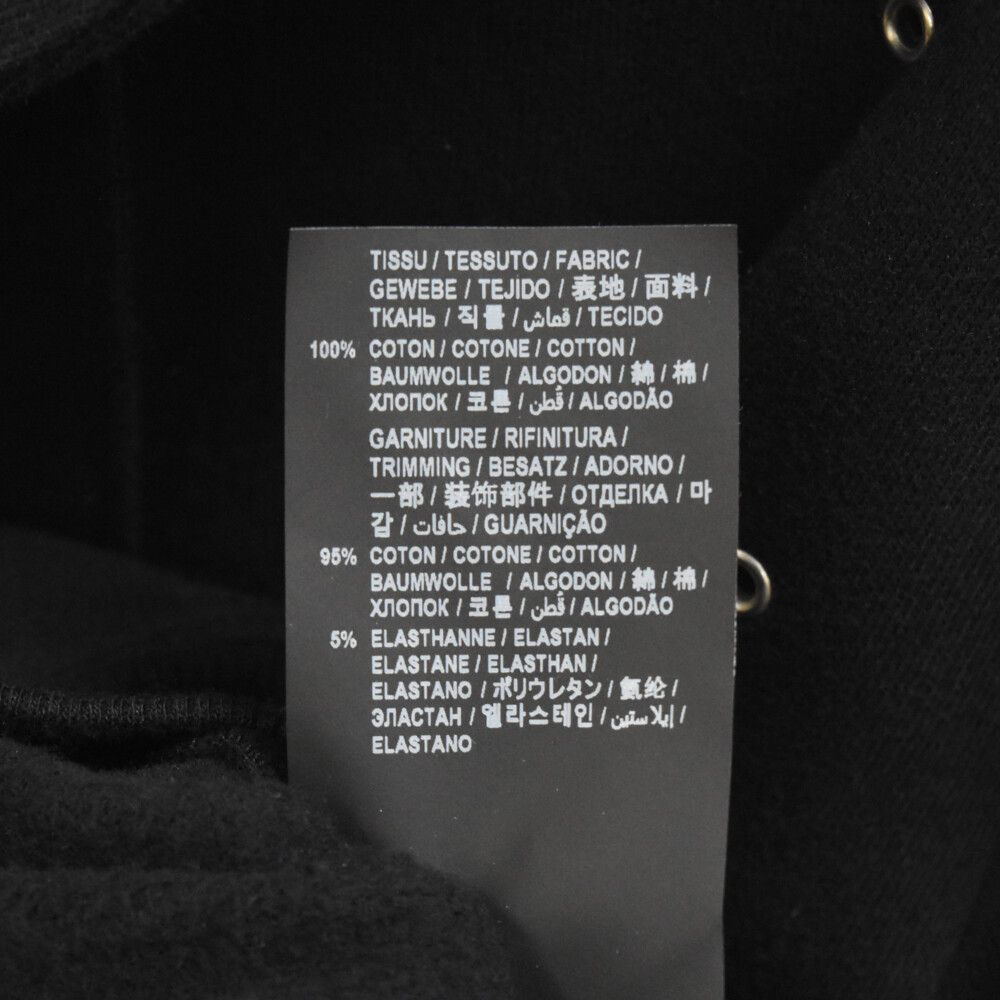 TISSU / TESSUTO / FABRIC /
GEWEBE / TEJIDO / 表地 / 面料 /
ТКАНЬ / 직물 / قماش / TECIDO
100% COTON / COTONE / COTTON /
BAUMWOLLE / ALGODON / 綿 / 棉 /
ХЛОПОК / 코튼 / قُطن / ALGODÃO
GARNITURE / RIFINITURA /
TRIMMING / BESATZ / ADORNO /
一部 / 装饰部件 / ОТДЕЛКА / 마
감 / حافات / GUARNIÇÃO
95% COTON / COTONE / COTTON /
BAUMWOLLE / ALGODON / 綿 / 棉 /
ХЛОПОК / 코튼 / قُطن / ALGODÃO
5% ELASTHANNE / ELASTAN /
ELASTANE / ELASTHAN /
ELASTANO / ポリウレタン / 氨纶 /
ЭЛАСТАН / 엘라스테인 / إيلاستين /
ELASTANO